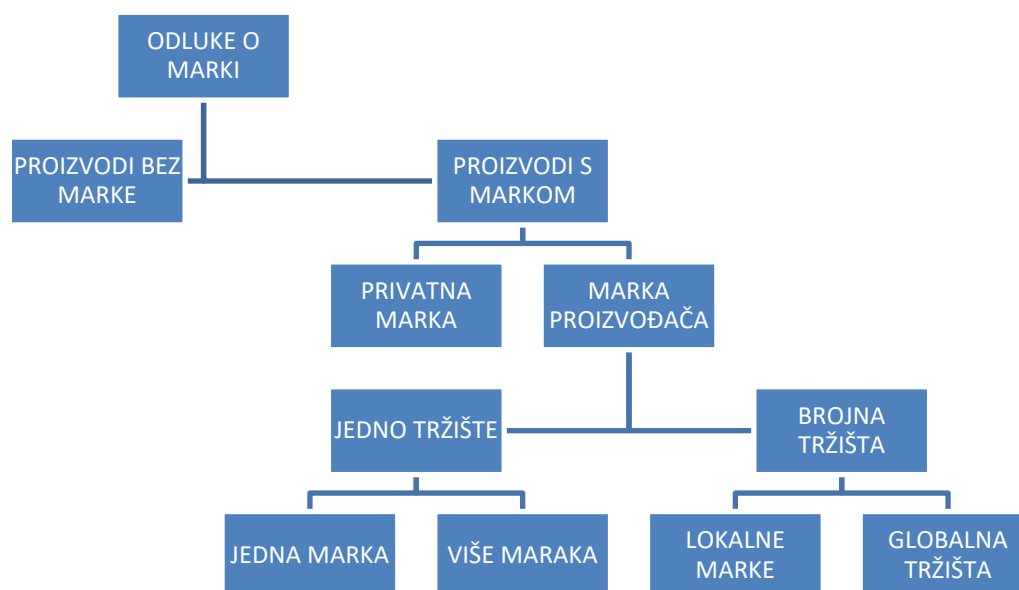 ODLUKE O
MARKI
PROIZVODI BEZ
MARKE
PROIZVODI S
MARKOM
PRIVATNA
MARKA
MARKA
PROIZVOĐAČA
JEDNO TRŽIŠTE
BROJNA
TRŽIŠTA
JEDNA MARKA
VIŠE MARAKA
LOKALNE
MARKE
GLOBALNA
TRŽIŠTA